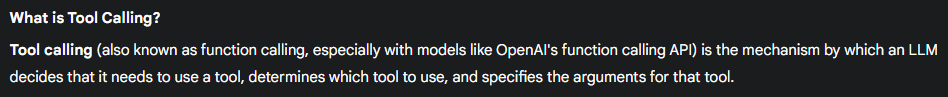 What is Tool Calling?
Tool calling (also known as function calling, especially with models like OpenAI's function calling API) is the mechanism by which an LLM
decides that it needs to use a tool, determines which tool to use, and specifies the arguments for that tool.